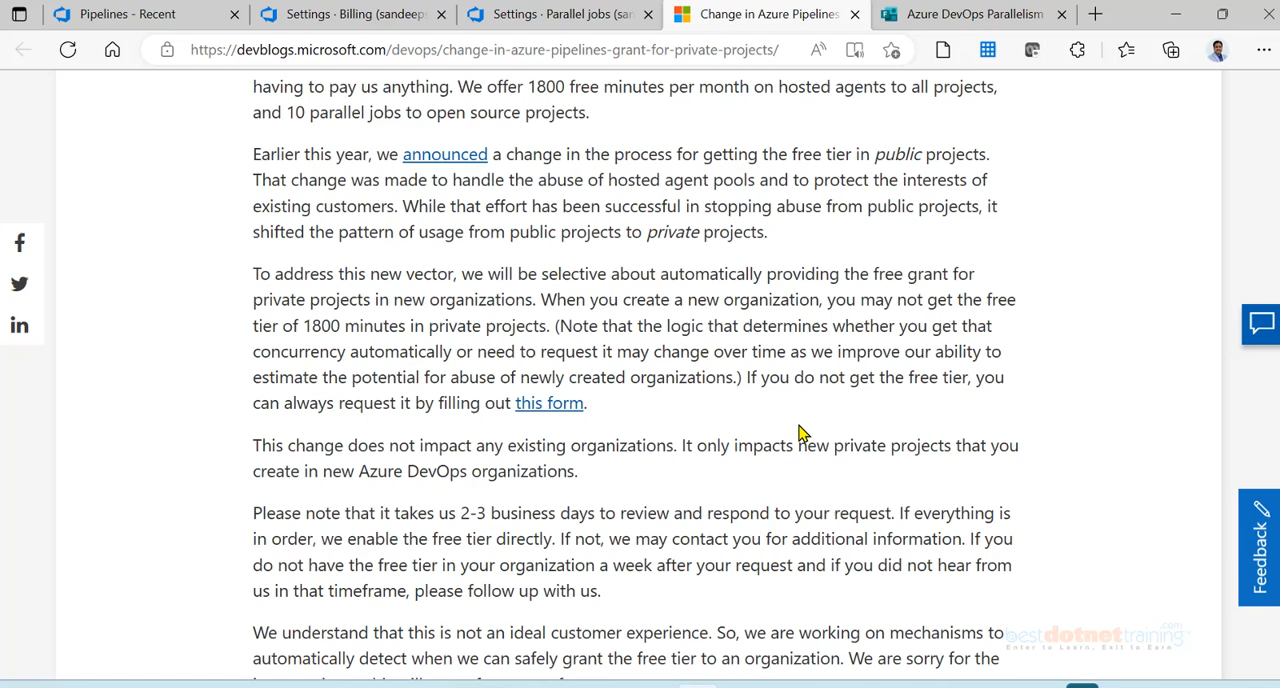 Pipelines - Recent
Settings · Billing (sandeeps
Settings · Parallel jobs (san
Change in Azure Pipelines
Azure DevOps Parallelism
https://devblogs.microsoft.com/devops/change-in-azure-pipelines-grant-for-private-projects/
having to pay us anything. We offer 1800 free minutes per month on hosted agents to all projects,
and 10 parallel jobs to open source projects.
Earlier this year, we announced a change in the process for getting the free tier in public projects.
That change was made to handle the abuse of hosted agent pools and to protect the interests of
existing customers. While that effort has been successful in stopping abuse from public projects, it
shifted the pattern of usage from public projects to private projects.
To address this new vector, we will be selective about automatically providing the free grant for
private projects in new organizations. When you create a new organization, you may not get the free
tier of 1800 minutes in private projects. (Note that the logic that determines whether you get that
concurrency automatically or need to request it may change over time as we improve our ability to
estimate the potential for abuse of newly created organizations.) If you do not get the free tier, you
can always request it by filling out this form.
This change does not impact any existing organizations. It only impacts new private projects that you
create in new Azure DevOps organizations.
Please note that it takes us 2-3 business days to review and respond to your request. If everything is
in order, we enable the free tier directly. If not, we may contact you for additional information. If you
do not have the free tier in your organization a week after your request and if you did not hear from
us in that timeframe, please follow up with us.
We understand that this is not an ideal customer experience. So, we are working on mechanisms to
automatically detect when we can safely grant the free tier to an organization. We are sorry for the
Feedback
bestdotnettraining.com
Enter to Learn, Exit to Earn